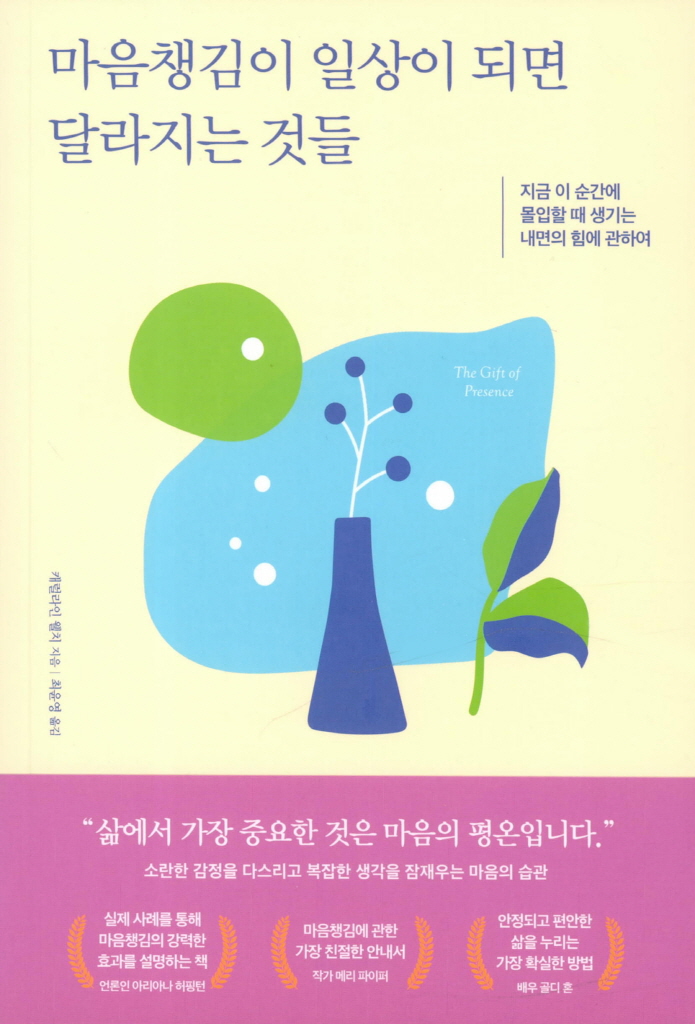 마음챙김이 일상이 되면
달라지는 것들
지금 이 순간에
몰입할 때 생기는
내면의 힘에 관하여
The Gift of
Presence
캐럴라인 웰치 지음 | 최윤영 옮김
“삶에서 가장 중요한 것은 마음의 평온입니다.”
소란한 감정을 다스리고 복잡한 생각을 잠재우는 마음의 습관
실제 사례를 통해
마음챙김의 강력한
효과를 설명하는 책
언론인 아리아나 허핑턴
마음챙김에 관한
가장 친절한 안내서
작가 메리 파이퍼
안정되고 편안한
삶을 누리는
가장 확실한 방법
배우 골디 혼